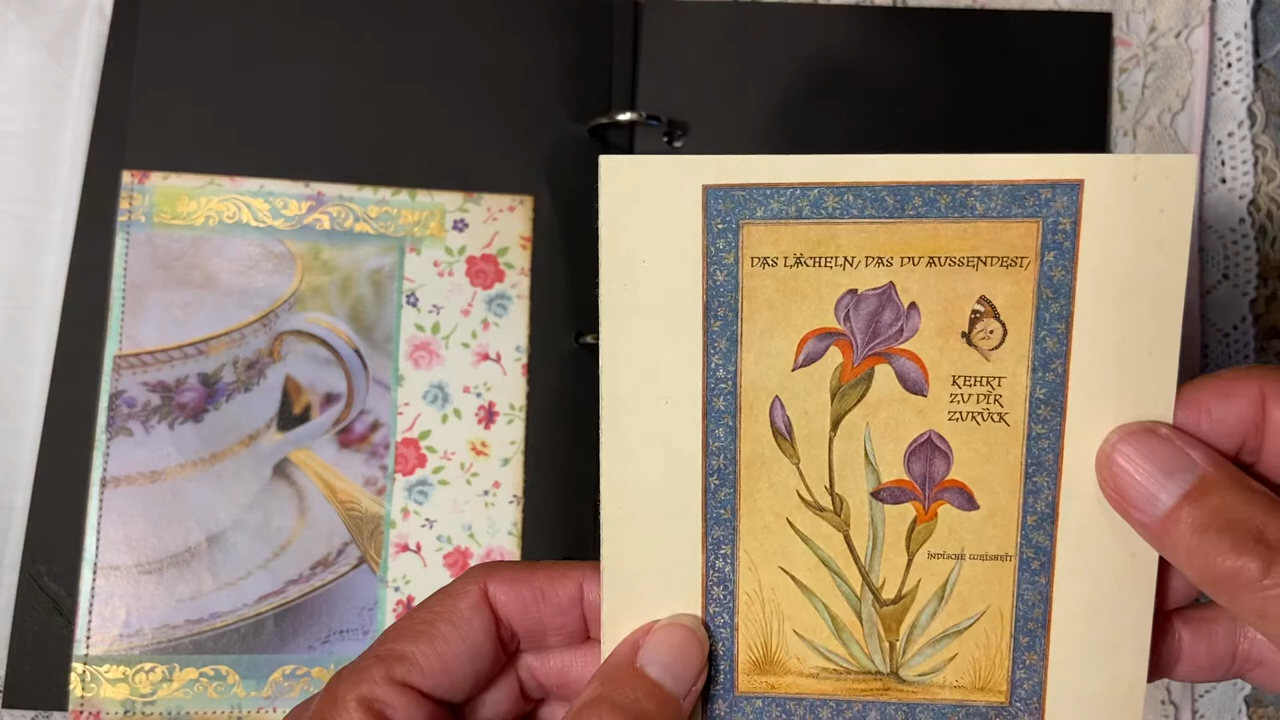 DAS LÄCHELN, DAS DU AUSSENDEST,
KEHRT
ZU DIR
ZURÜCK
INDISCHE WEISHEIT